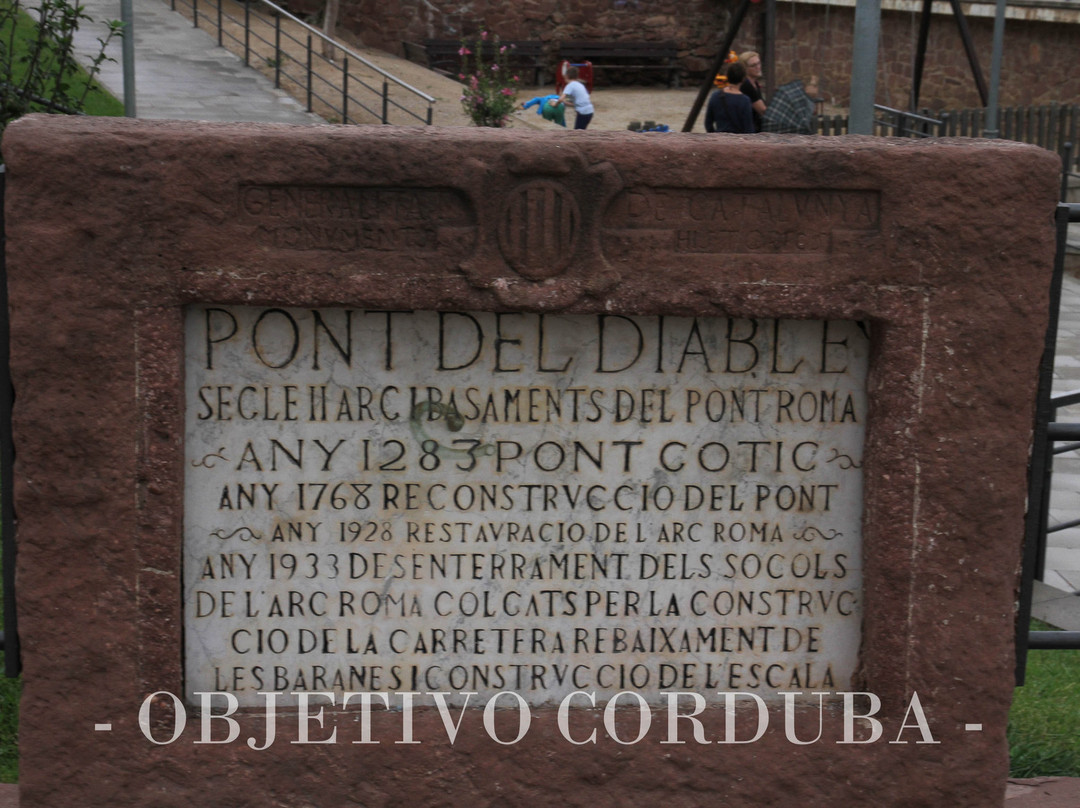 GENERALITAT DE CATALVNYA
MONVMENTS HISTORICS
PONT DEL DIABLE
SECLE II ARC I BASAMENTS DEL PONT ROMA
ANY 1283 PONT GOTIC
ANY 1768 RECONSTRVCCIO DEL PONT
ANY 1928 RESTAVRACIO DE L'ARC ROMA
ANY 1933 DESENTERRAMENT DELS SOCOLS
DE L'ARC ROMA COLGATS PER LA CONSTRVC-
CIO DE LA CARRETERA REBAIXAMENT DE
LES BARANES I CONSTRVCCIO DE L'ESCALA
- OBJETIVO CORDUBA -